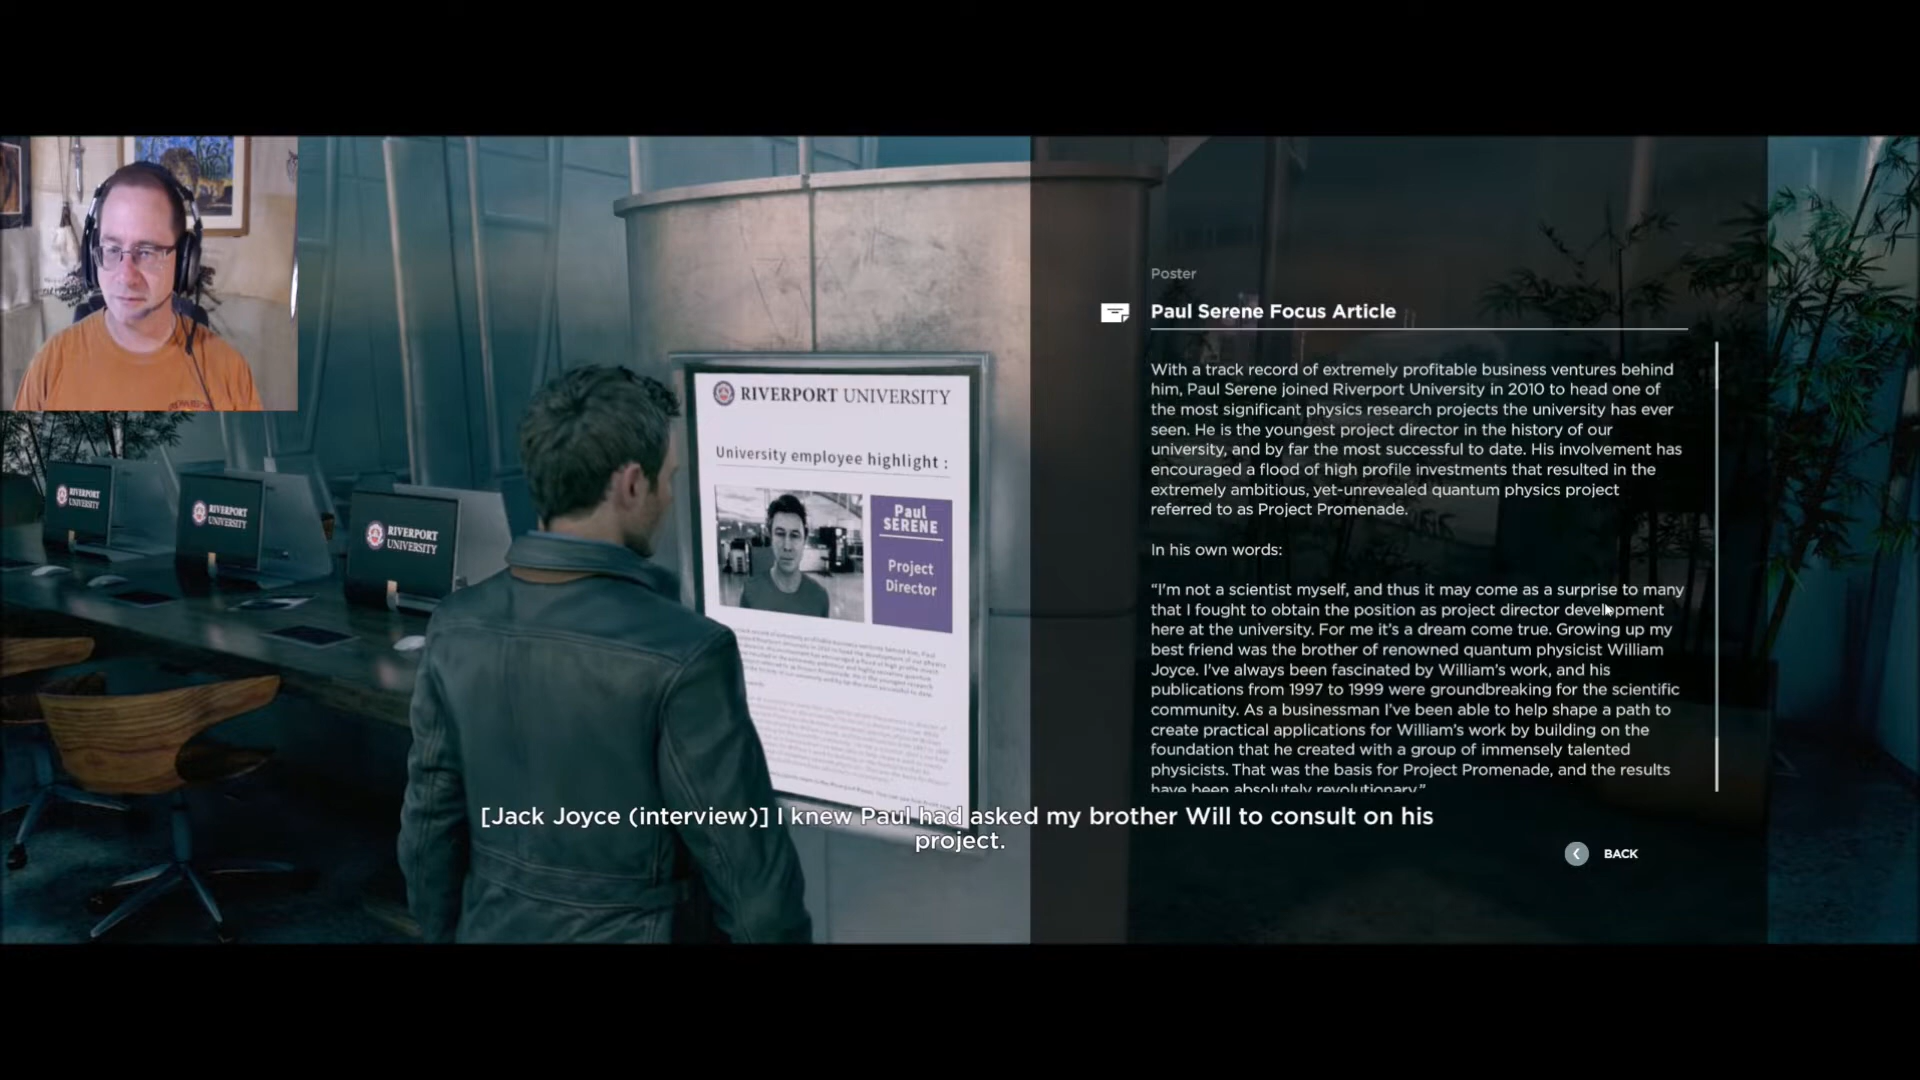 Poster
Paul Serene Focus Article
With a track record of extremely profitable business ventures behind
him, Paul Serene joined Riverport University in 2010 to head one of
the most significant physics research projects the university has ever
seen. He is the youngest project director in the history of our
university, and by far the most successful to date. His involvement has
encouraged a flood of high profile investments that resulted in the
extremely ambitious, yet-unrevealed quantum physics project
referred to as Project Promenade.
In his own words:
“I’m not a scientist myself, and thus it may come as a surprise to many
that I fought to obtain the position as project director development
here at the university. For me it’s a dream come true. Growing up my
best friend was the brother of renowned quantum physicist William
Joyce. I’ve always been fascinated by William’s work, and his
publications from 1997 to 1999 were groundbreaking for the scientific
community. As a businessman I’ve been able to help shape a path to
create practical applications for William’s work by building on the
foundation that he created with a group of immensely talented
physicists. That was the basis for Project Promenade, and the results
have been absolutely revolutionary.”
RIVERPORT UNIVERSITY
University employee highlight :
Paul
SERENE
Project
Director
RIVERPORT
UNIVERSITY
RIVERPORT
UNIVERSITY
RIVERPORT
UNIVERSITY
[Jack Joyce (interview)] I knew Paul had asked my brother Will to consult on his
project.
BACK